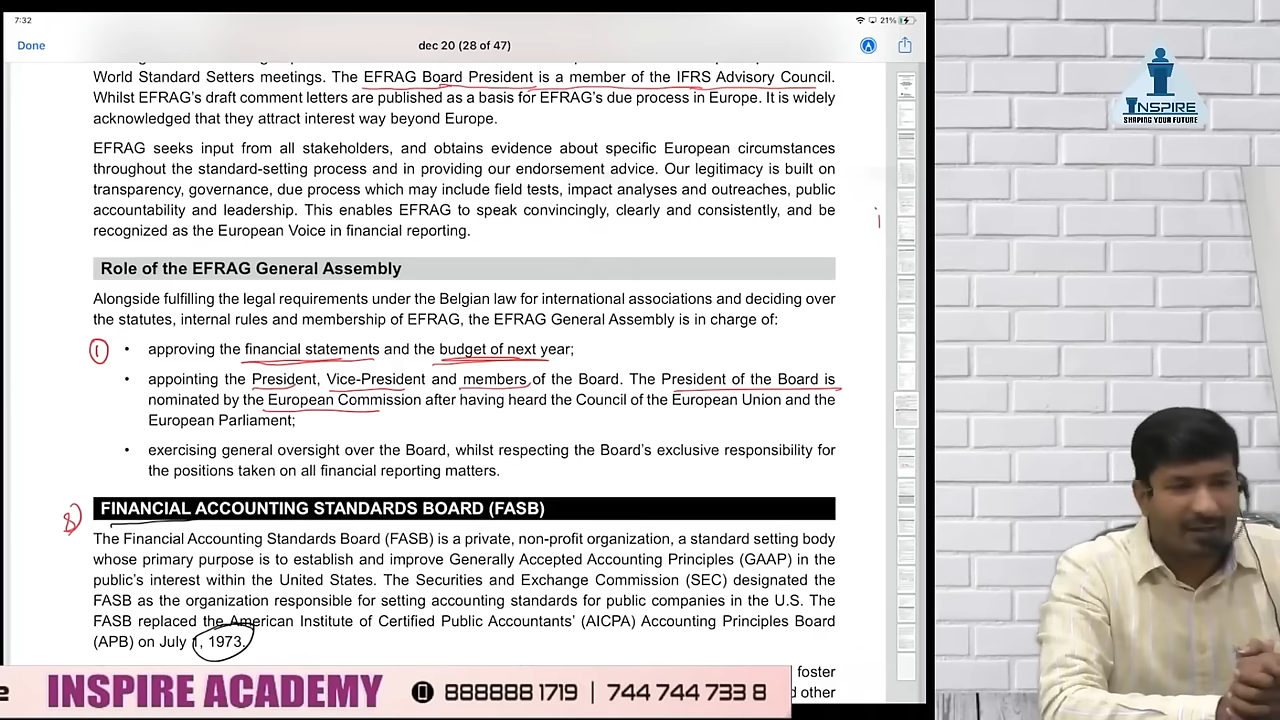 7:32
21%
Done
dec 20 (28 of 47)
World Standard Setters meetings. The EFRAG Board President is a member of the IFRS Advisory Council.
Whilst EFRAG's draft comment letters are published as a basis for EFRAG's due process in Europe. It is widely
acknowledged that they attract interest way beyond Europe.
EFRAG seeks from all stakeholders, and obtains evidence about specific European circumstances
throughout the standard-setting process and in providing our endorsement advice. Our legitimacy is built on
transparency, governance, due process which may include field tests, impact analyses and outreaches, public
accountability and leadership. This enables EFRAG to speak convincingly, clearly and consistently, and be
recognized as the European Voice in financial reporting.
Role of the EFRAG General Assembly
Alongside fulfilling the legal requirements under the Belgian law for international associations and deciding over
the statutes, internal rules and membership of EFRAG, the EFRAG General Assembly is in charge of:
1
• approving the financial statements and the budget of next year;
• appointing the President, Vice-President and members of the Board. The President of the Board is
nominated by the European Commission after having heard the Council of the European Union and the
European Parliament.
• exercising general oversight over the Board, whilst respecting the Board's exclusive responsibility for
the positions taken on all financial reporting matters.
8)
FINANCIAL ACCOUNTING STANDARDS BOARD (FASB)
The Financial Accounting Standards Board (FASB) is a private, non-profit organization, a standard setting body
whose primary purpose is to establish and improve Generally Accepted Accounting Principles (GAAP) in the
public's interest within the United States. The Securities and Exchange Commission (SEC) designated the
FASB as the organization responsible for setting accounting standards for public companies in the U.S. The
FASB replaced the American Institute of Certified Public Accountants' (AICPA) Accounting Principles Board
(APB) on July 1973.
foster
other
INSPIRE ACADEMY 888888 1719 | 744 744 733 8
INSPIRE
SHAPING YOUR FUTURE